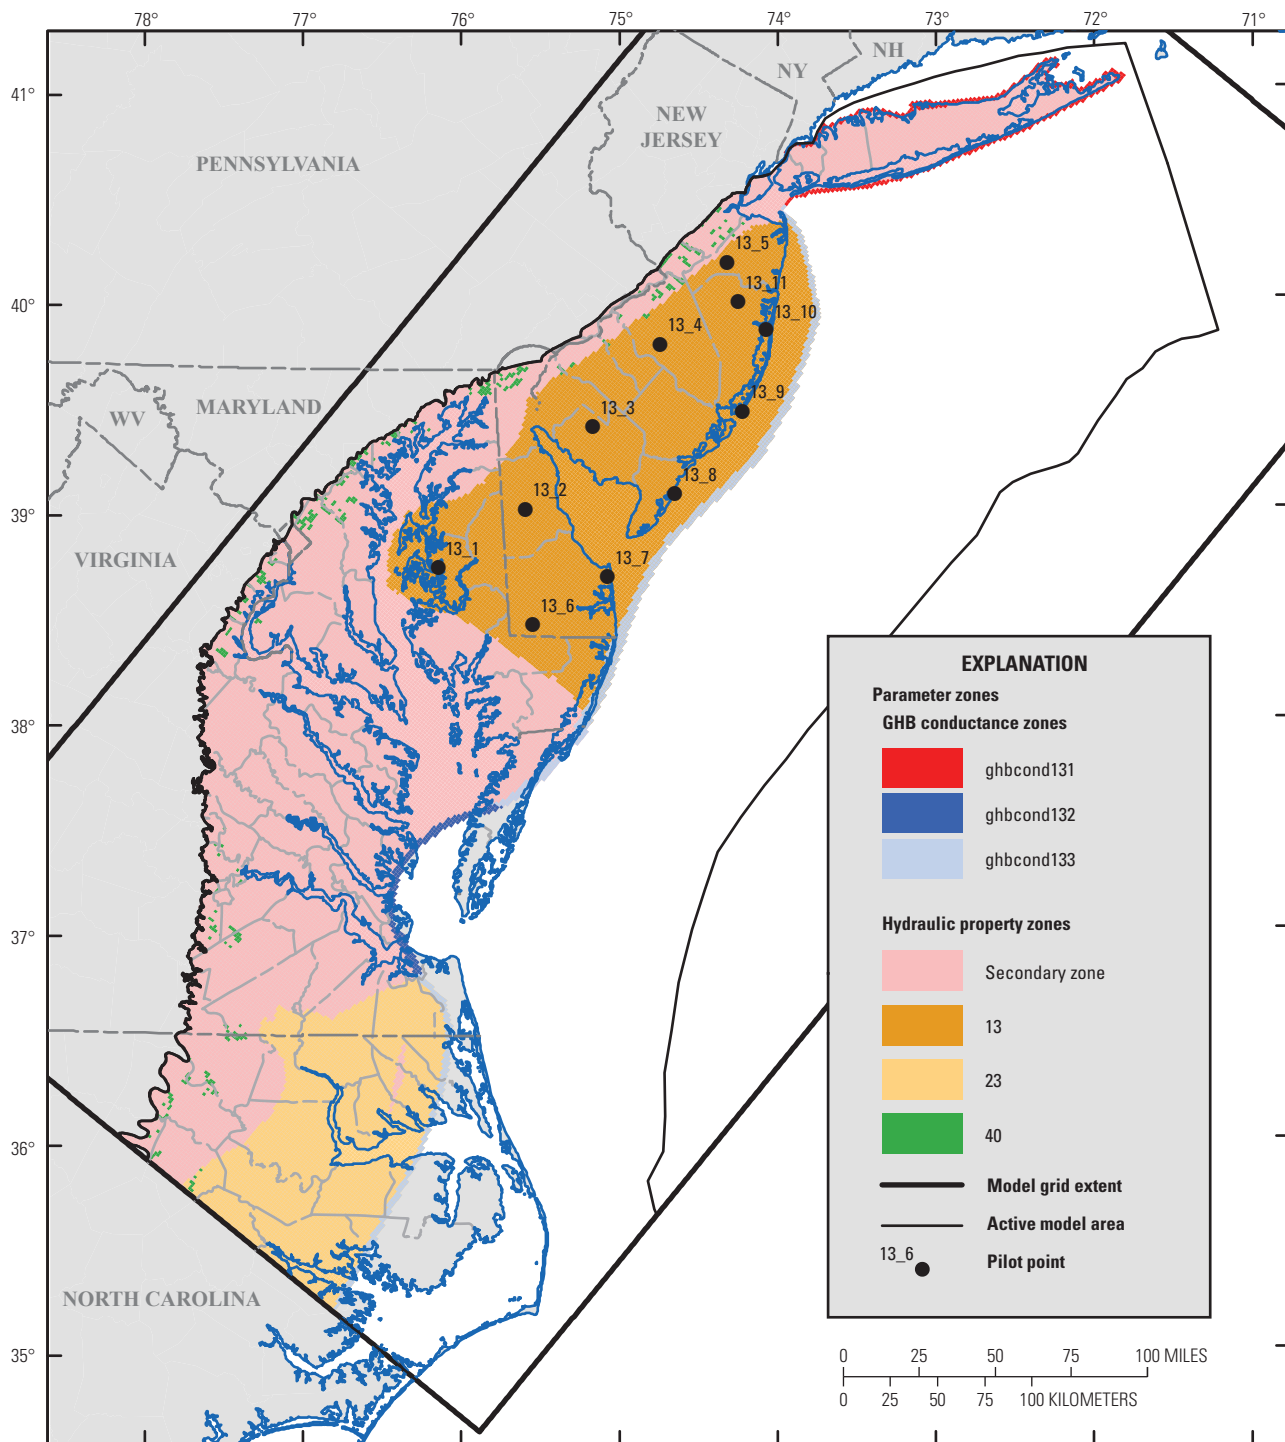 78°
77°
76°
75°
74°
73°
72°
71°
41°
40°
39°
38°
37°
36°
35°
NH
NY
NEW
JERSEY
PENNSYLVANIA
WV
MARYLAND
VIRGINIA
NORTH CAROLINA
13_5
13_11
13_10
13_4
13_9
13_3
13_8
13_2
13_1
13_7
13_6
EXPLANATION
Parameter zones
GHB conductance zones
ghbcond131
ghbcond132
ghbcond133
Hydraulic property zones
Secondary zone
13
23
40
Model grid extent
Active model area
13_6
Pilot point
0 25 50 75 100 MILES
0 25 50 75 100 KILOMETERS